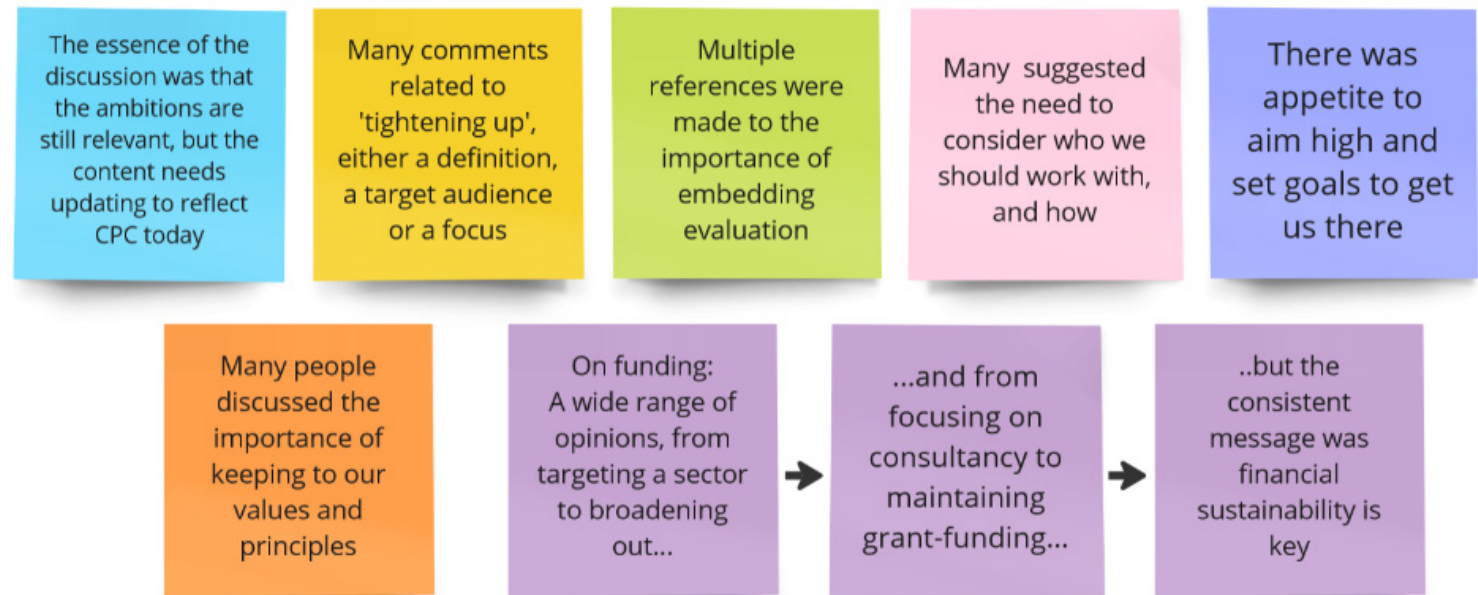 The essence of the
discussion was that
the ambitions are
still relevant, but the
content needs
updating to reflect
CPC today
Many comments
related to
'tightening up',
either a definition,
a target audience
or a focus
Multiple
references were
made to the
importance of
embedding
evaluation
Many suggested
the need to
consider who we
should work with,
and how
There was
appetite to
aim high and
set goals to get
us there
Many people
discussed the
importance of
keeping to our
values and
principles
On funding:
A wide range of
opinions, from
targeting a sector
to broadening
out...
...and from
focusing on
consultancy to
maintaining
grant-funding...
..but the
consistent
message was
financial
sustainability is
key